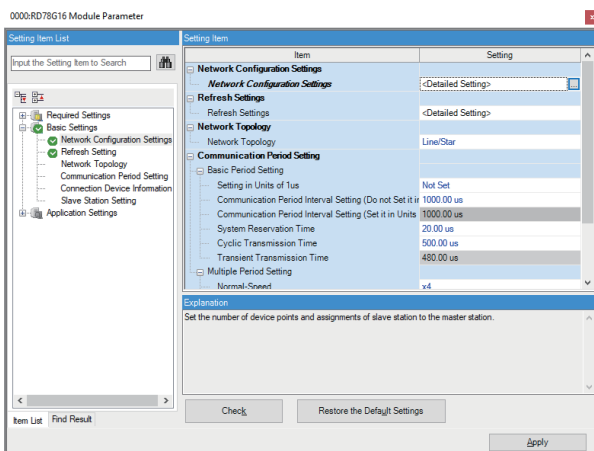 0000:RD78G16 Module Parameter
x
Setting Item List
Input the Setting Item to Search
Required Settings
Basic Settings
Network Configuration Settings
Refresh Setting
Network Topology
Communication Period Setting
Connection Device Information
Slave Station Setting
Application Settings
Item List Find Result
Setting Item
Item Setting
Network Configuration Settings
Network Configuration Settings <Detailed Setting> ...
Refresh Settings
Refresh Settings <Detailed Setting>
Network Topology
Network Topology Line/Star
Communication Period Setting
Basic Period Setting
Setting in Units of 1us Not Set
Communication Period Interval Setting (Do not Set it in 1000.00 us
Communication Period Interval Setting (Set it in Units 1000.00 us
System Reservation Time 20.00 us
Cyclic Transmission Time 500.00 us
Transient Transmission Time 480.00 us
Multiple Period Setting
Normal-Speed x4
Explanation
Set the number of device points and assignments of slave station to the master station.
Check Restore the Default Settings
Apply